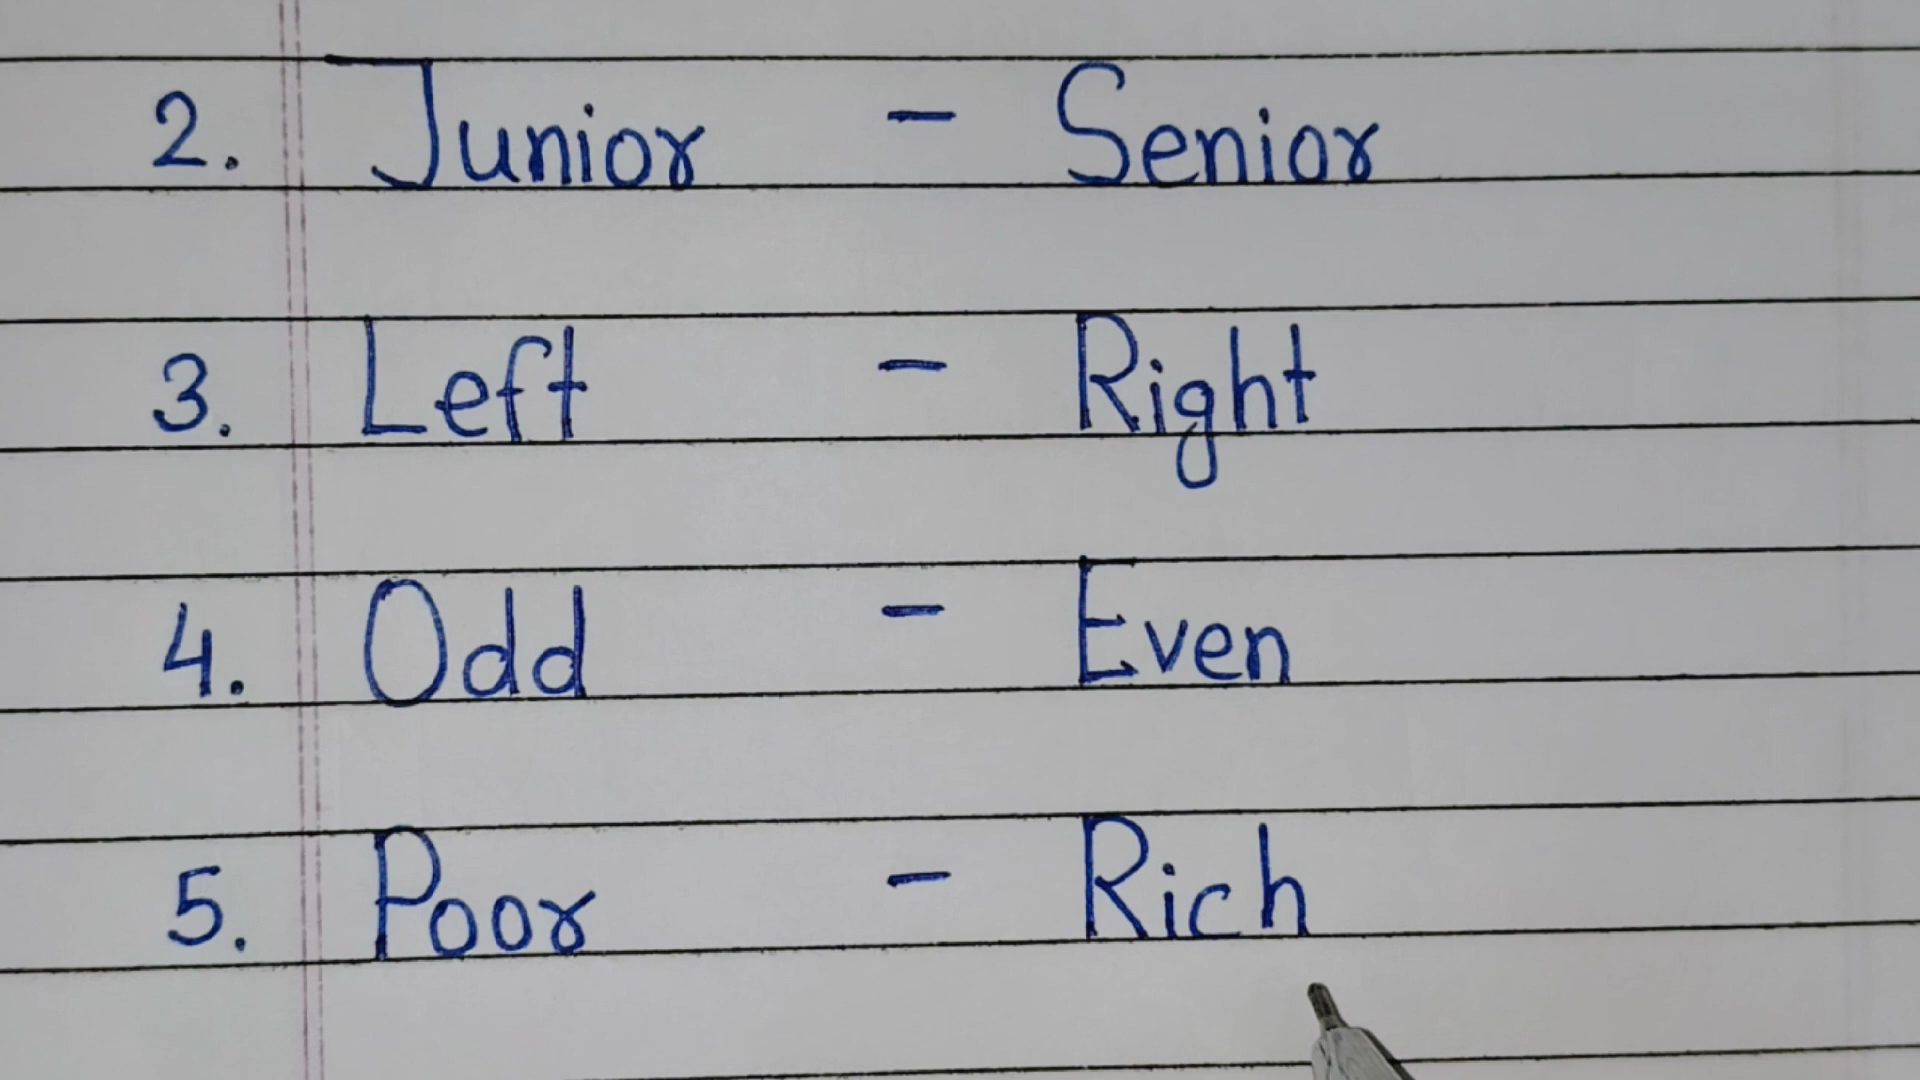 2. Junior - Senior
3. Left - Right
4. Odd - Even
5. Poor - Rich